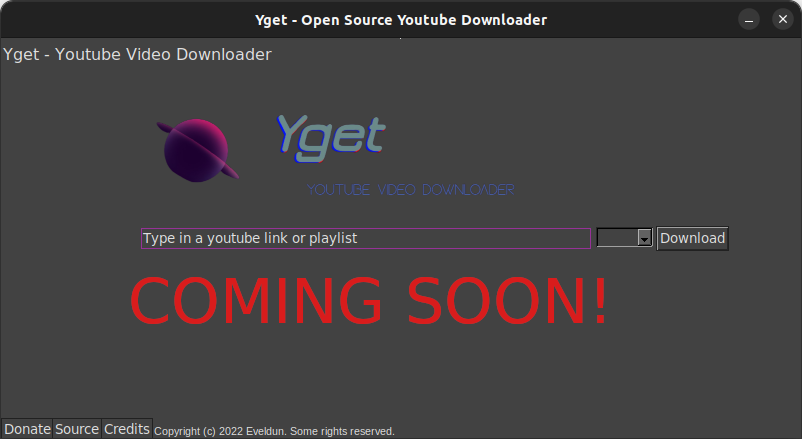 Yget - Open Source Youtube Downloader
Yget - Youtube Video Downloader
Yget
YOUTUBE VIDEO DOWNLOADER
Type in a youtube link or playlist
Download
COMING SOON!
Donate Source Credits Copyright (c) 2022 Eveldun. Some rights reserved.